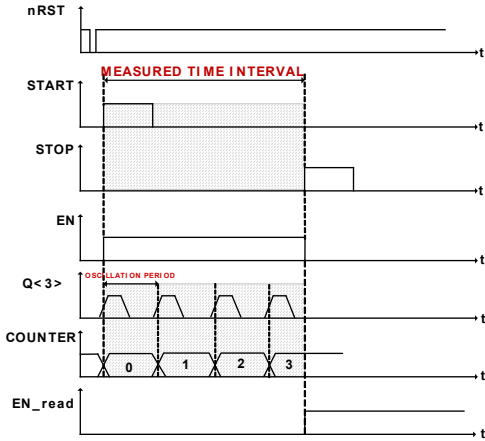 nRST
t
MEASURED TIME INTERVAL
START
t
STOP
t
EN
t
OSCILLATION PERIOD
Q<3>
t
COUNTER
0 1 2 3
t
EN_read
t